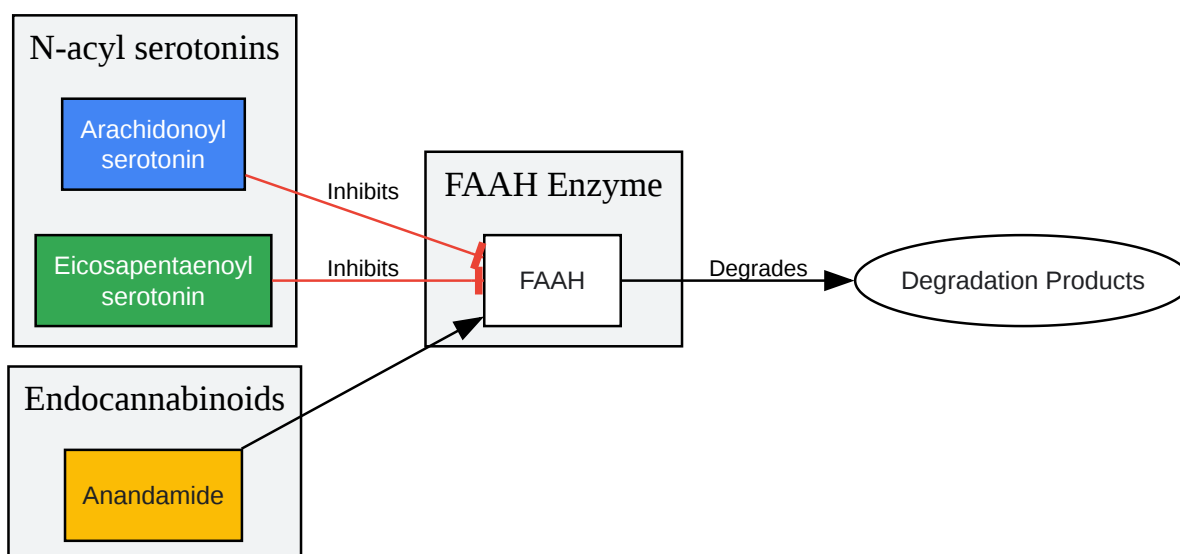 N-acyl serotonins
Arachidonoyl
serotonin
Inhibits
FAAH Enzyme
Eicosapentaenoyl
serotonin
Inhibits
FAAH
Degrades
Degradation Products
Endocannabinoids
Anandamide